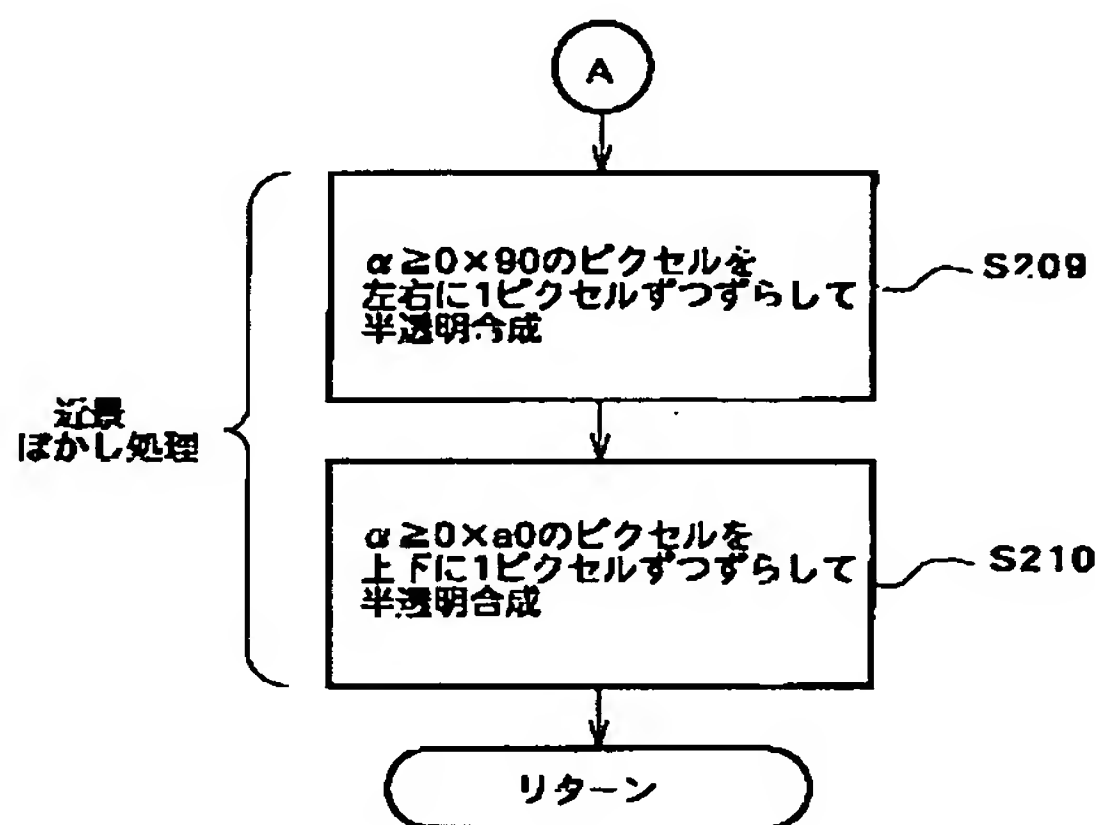 A
α≧0×90のピクセルを
左右に1ピクセルずつずらして
半透明合成
S209
近景
ぼかし処理
α≧0×a0のピクセルを
上下に1ピクセルずつずらして
半透明合成
S210
リターン